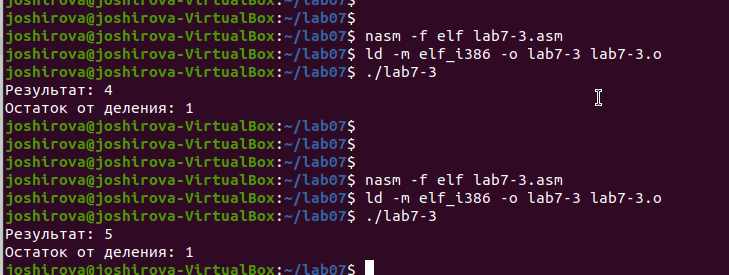 joshirova@joshirova-VirtualBox:~/lab07$
joshirova@joshirova-VirtualBox:~/lab07$
joshirova@joshirova-VirtualBox:~/lab07$ nasm -f elf lab7-3.asm
joshirova@joshirova-VirtualBox:~/lab07$ ld -m elf_i386 -o lab7-3 lab7-3.o
joshirova@joshirova-VirtualBox:~/lab07$ ./lab7-3
Результат: 4
Остаток от деления: 1
joshirova@joshirova-VirtualBox:~/lab07$
joshirova@joshirova-VirtualBox:~/lab07$
joshirova@joshirova-VirtualBox:~/lab07$
joshirova@joshirova-VirtualBox:~/lab07$ nasm -f elf lab7-3.asm
joshirova@joshirova-VirtualBox:~/lab07$ ld -m elf_i386 -o lab7-3 lab7-3.o
joshirova@joshirova-VirtualBox:~/lab07$ ./lab7-3
Результат: 5
Остаток от деления: 1
joshirova@joshirova-VirtualBox:~/lab07$